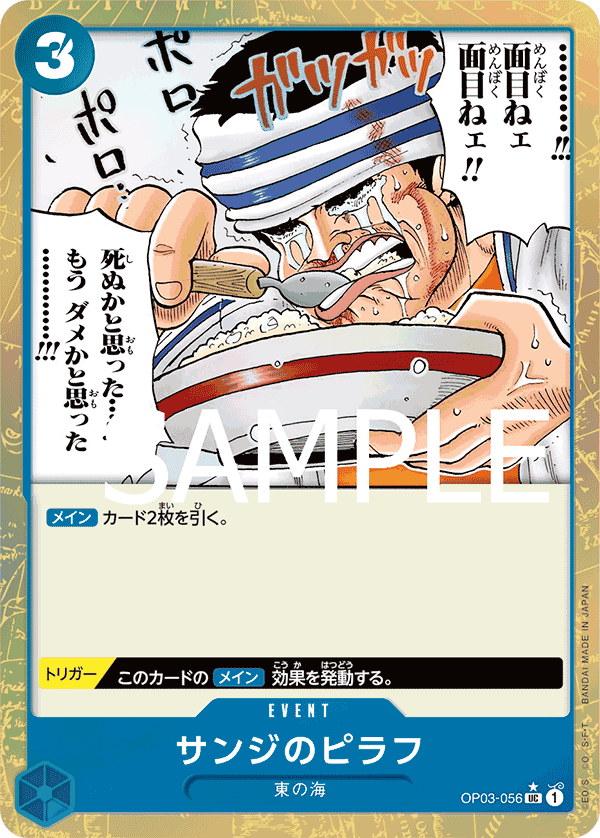 3
…………!!
面目ねェ
面目ねェ!!
ガツガツ
ポロ
ポロ
死ぬかと思った…
もうダメかと思った
…………!!!
SAMPLE
メイン カード2枚を引く。
トリガー このカードの メイン 効果を発動する。
EVENT
サンジのピラフ
東の海
OP03-056 UC 1
BANDAI MADE IN JAPAN